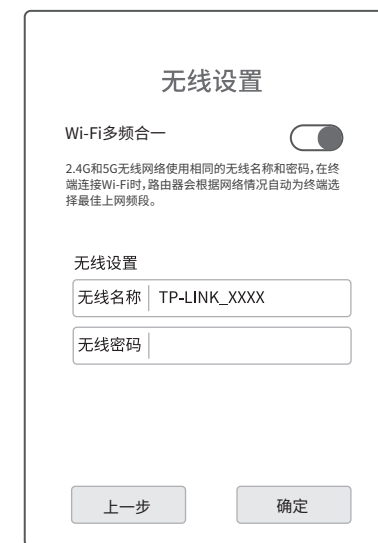 无线设置
Wi-Fi多频合一
2.4G和5G无线网络使用相同的无线名称和密码,在终
端连接Wi-Fi时,路由器会根据网络情况自动为终端选
择最佳上网频段。
无线设置
无线名称 TP-LINK_XXXX
无线密码
上一步 确定